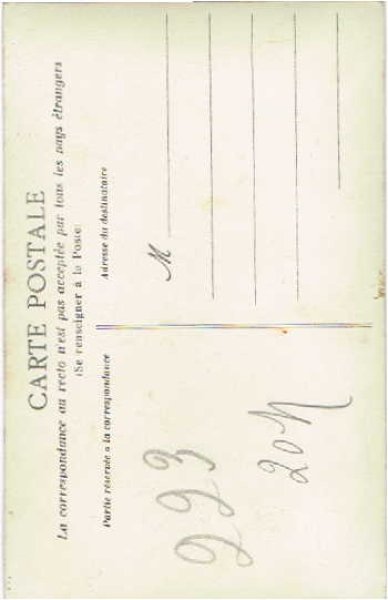 CARTE POSTALE
La correspondance au recto n'est pas acceptée par tous les pays étrangers
(Se renseigner à la Poste)
Partie réservée à la correspondance
Adresse du destinataire
M
223
20 N